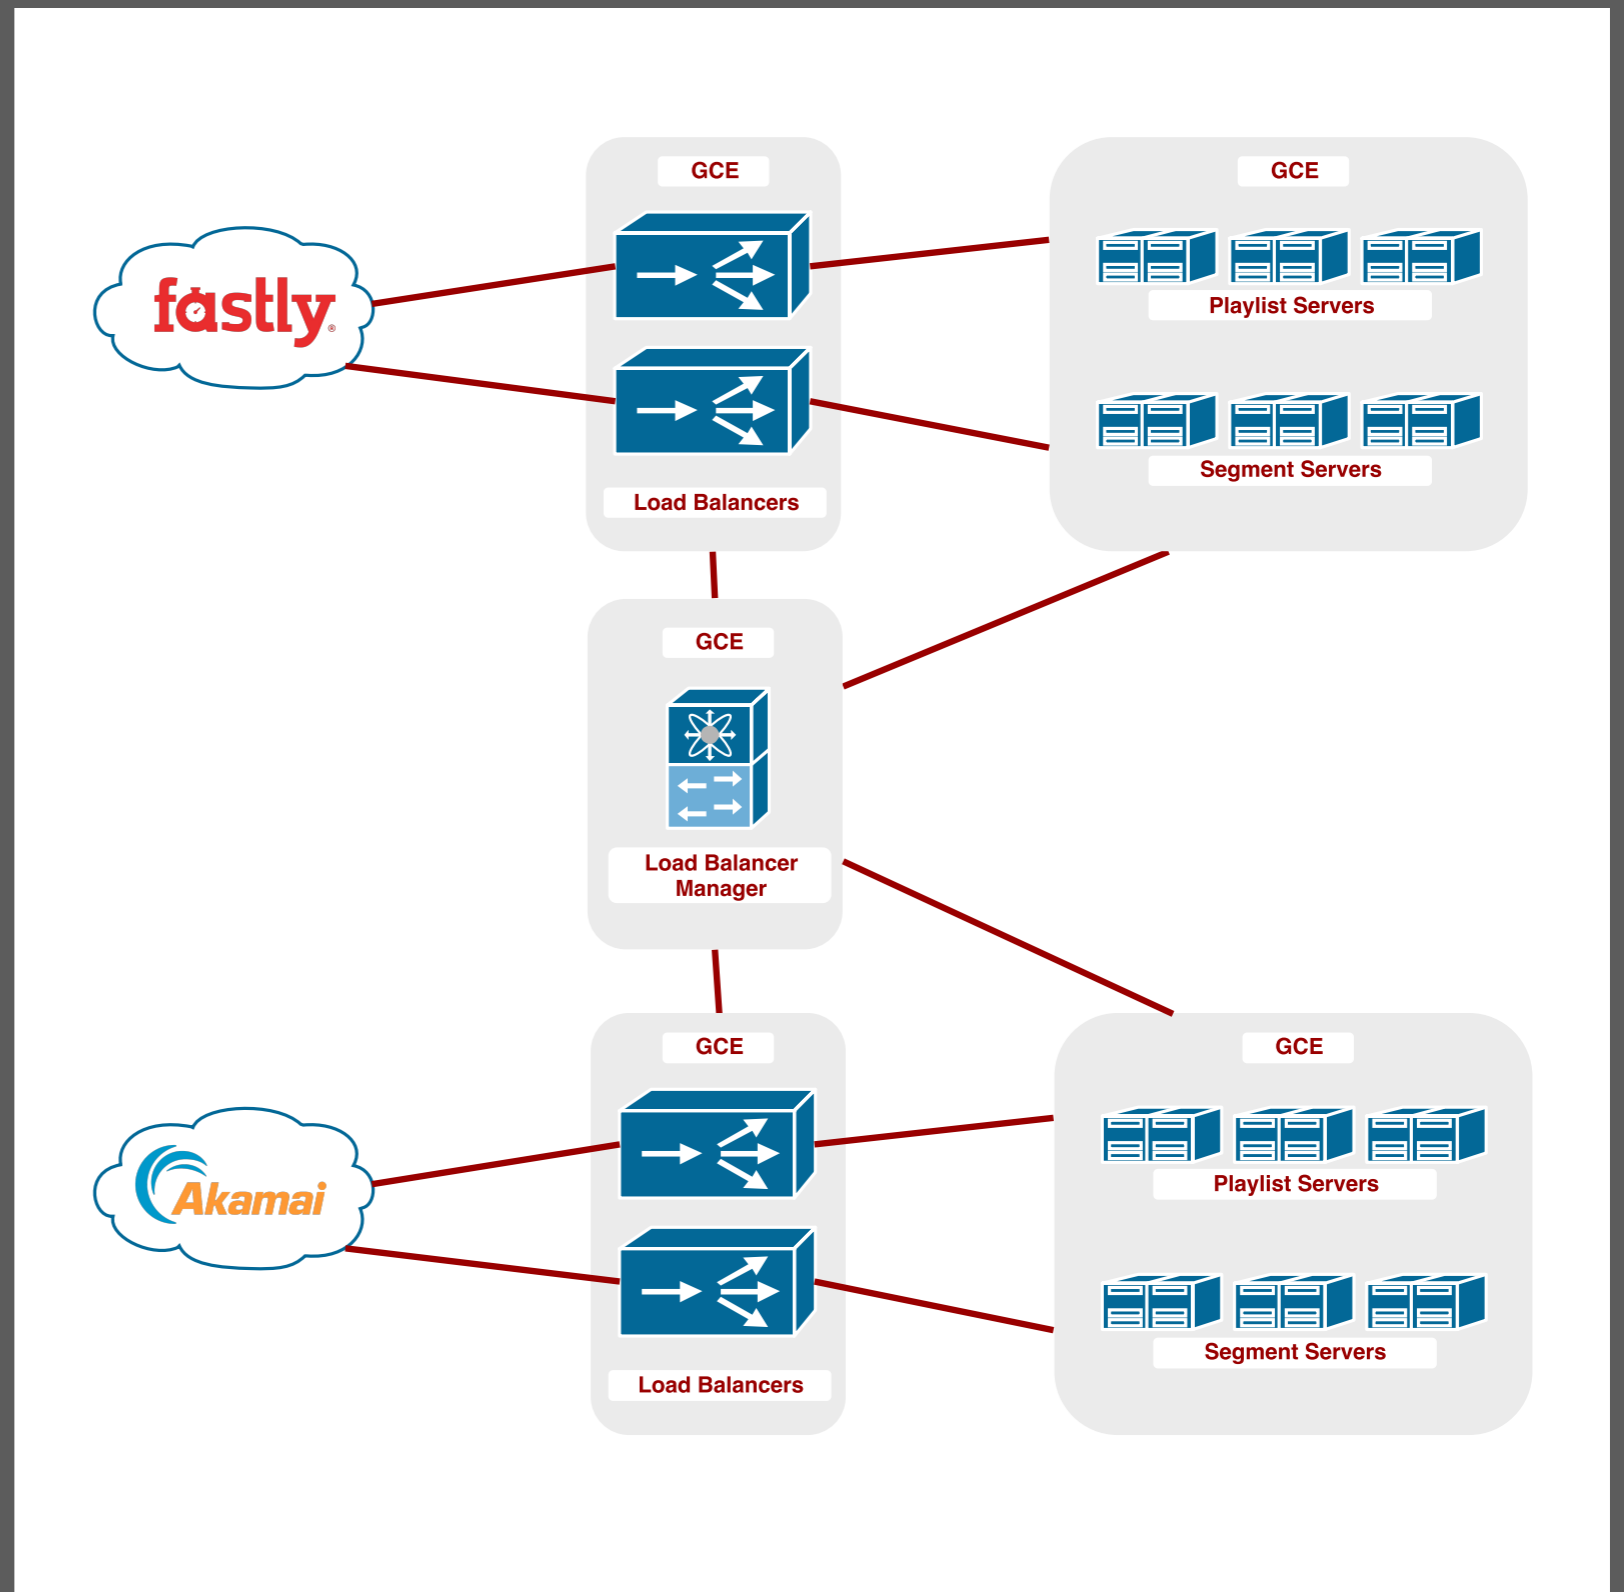 GCE
GCE
fastly®
Playlist Servers
Segment Servers
Load Balancers
GCE
Load Balancer
Manager
GCE
GCE
Akamai
Playlist Servers
Segment Servers
Load Balancers